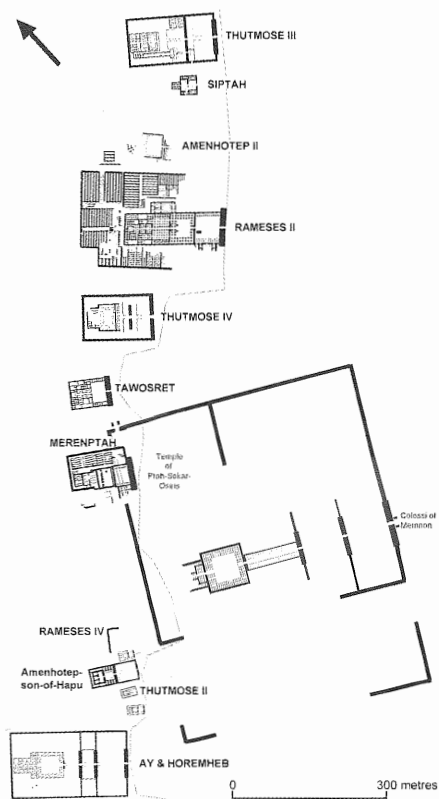 THUTMOSE III
SIPTAH
AMENHOTEP II
RAMESES II
THUTMOSE IV
TAWOSRET
MERENPTAH
Temple
of
Ptah-Sokar-
Osiris
Colossi of
Memnon
RAMESES IV
Amenhotep-
son-of-Hapu
THUTMOSE II
AY & HOREMHEB
0 300 metres